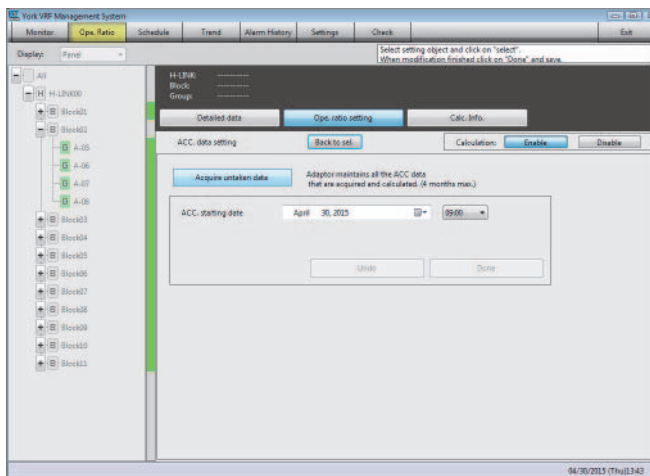 York VRF Management System
Monitor Ope. Ratio Schedule Trend Alarm History Settings Check Exit
Display: Panel
Select setting object and click on "select".
When modification finished click on "Done" and save.
All
H H-LINK00
B Block01
B Block02
G A-05
G A-06
G A-07
G A-08
B Block03
B Block04
B Block05
B Block06
B Block07
B Block08
B Block09
B Block10
B Block11
H-LINK: ----------
Block: ----------
Group: ----------
Detailed data Ope. ratio setting Calc. Info.
ACC. data setting Back to sel. Calculation: Enable Disable
Acquire untaken data
Adaptor maintains all the ACC data
that are acquired and calculated. (4 months max.)
ACC. starting date April 30, 2015 09:00
Undo Done
04/30/2015 (Thu)13:43